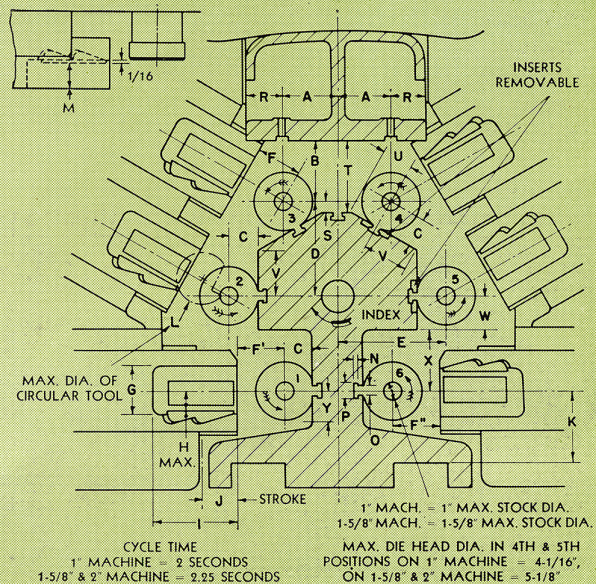 1/16
M
INSERTS
REMOVABLE
R A A R
F B T U
3 4
C S C
D
V V
2 5
INDEX
L W
E
F' C N X
MAX. DIA. OF
CIRCULAR TOOL
G 1 6
Y P
H
MAX.
O
K
J STROKE
I
1" MACH. = 1" MAX. STOCK DIA.
1-5/8" MACH. = 1-5/8" MAX. STOCK DIA.
F"
CYCLE TIME
1" MACHINE = 2 SECONDS
1-5/8" & 2" MACHINE = 2.25 SECONDS
MAX. DIE HEAD DIA. IN 4TH & 5TH
POSITIONS ON 1" MACHINE = 4-1/16",
ON 1-5/8" & 2" MACHINE = 5-1/8"